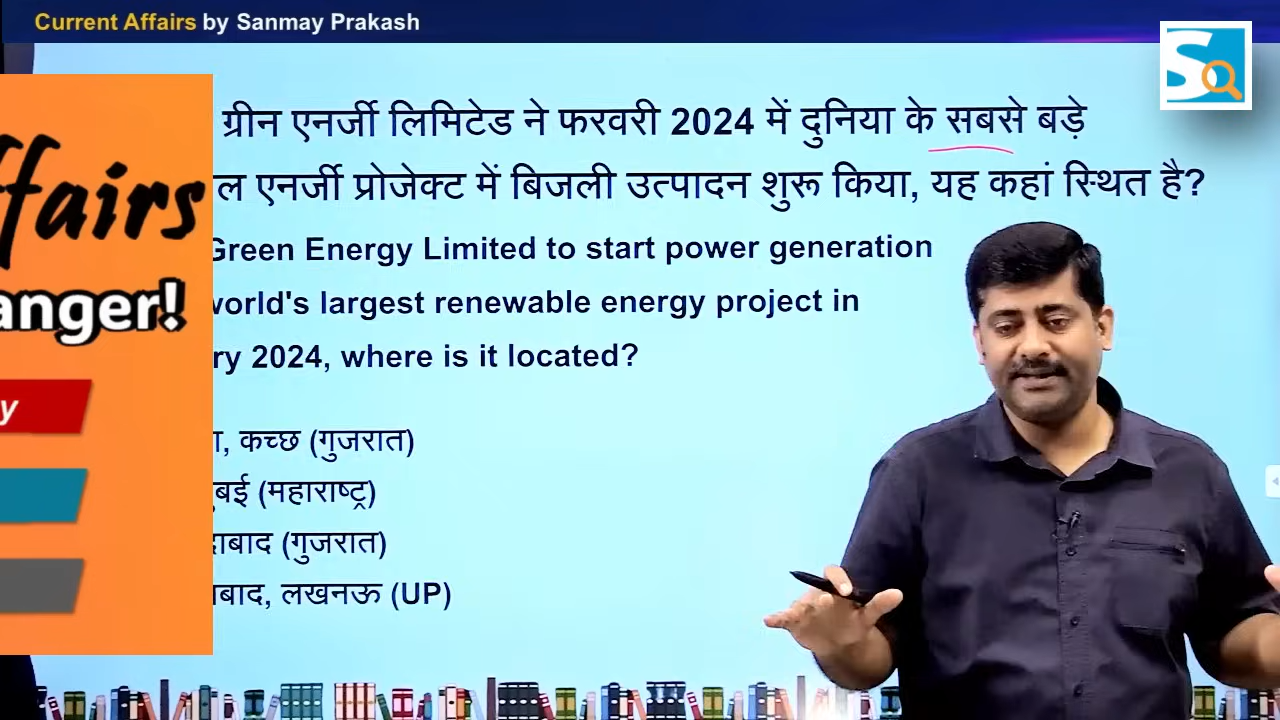 Current Affairs by Sanmay Prakash
ग्रीन एनर्जी लिमिटेड ने फरवरी 2024 में दुनिया के सबसे बड़े
एनर्जी प्रोजेक्ट में बिजली उत्पादन शुरू किया, यह कहां स्थित है?
Green Energy Limited to start power generation
world's largest renewable energy project in
ry 2024, where is it located?
कच्छ (गुजरात)
(महाराष्ट्र)
(गुजरात)
लखनऊ (UP)
ffairs
anger!
y
S